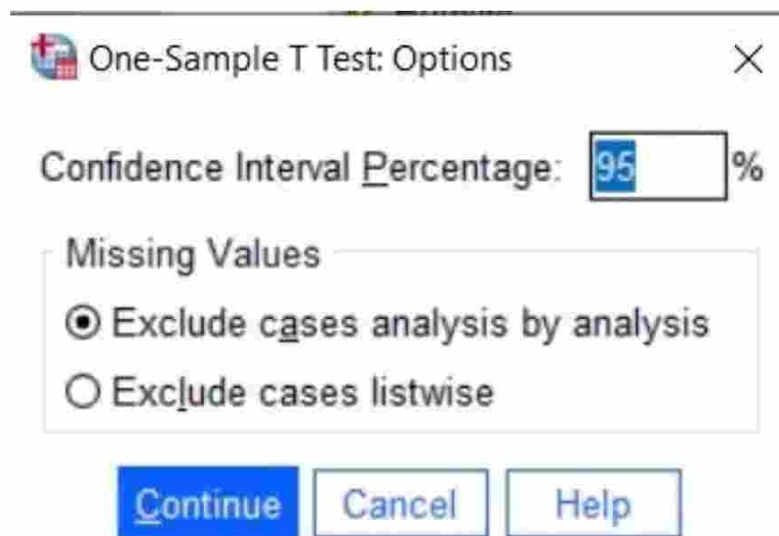 One-Sample T Test: Options
Confidence Interval Percentage: 95 %
Missing Values
Exclude cases analysis by analysis
Exclude cases listwise
Continue Cancel Help